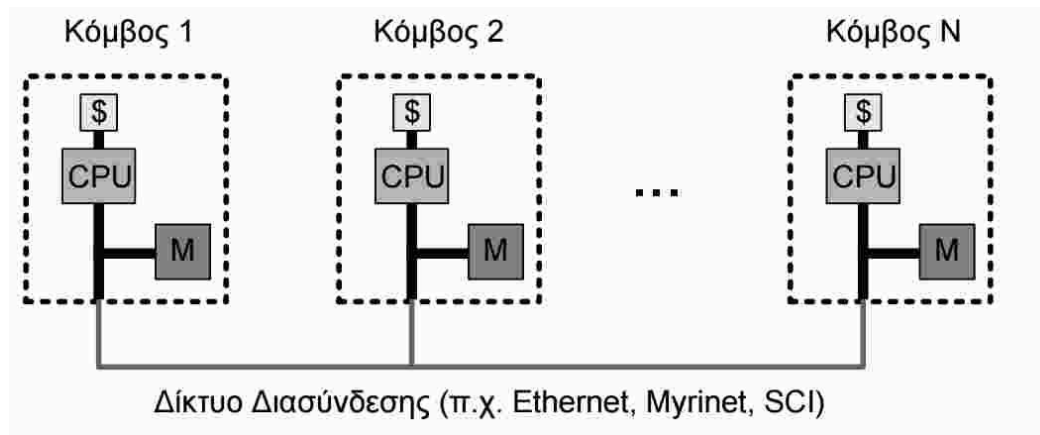 Κόμβος 1 Κόμβος 2 Κόμβος N
$ $ $
CPU CPU ... CPU
M M M
Δίκτυο Διασύνδεσης (π.χ. Ethernet, Myrinet, SCI)